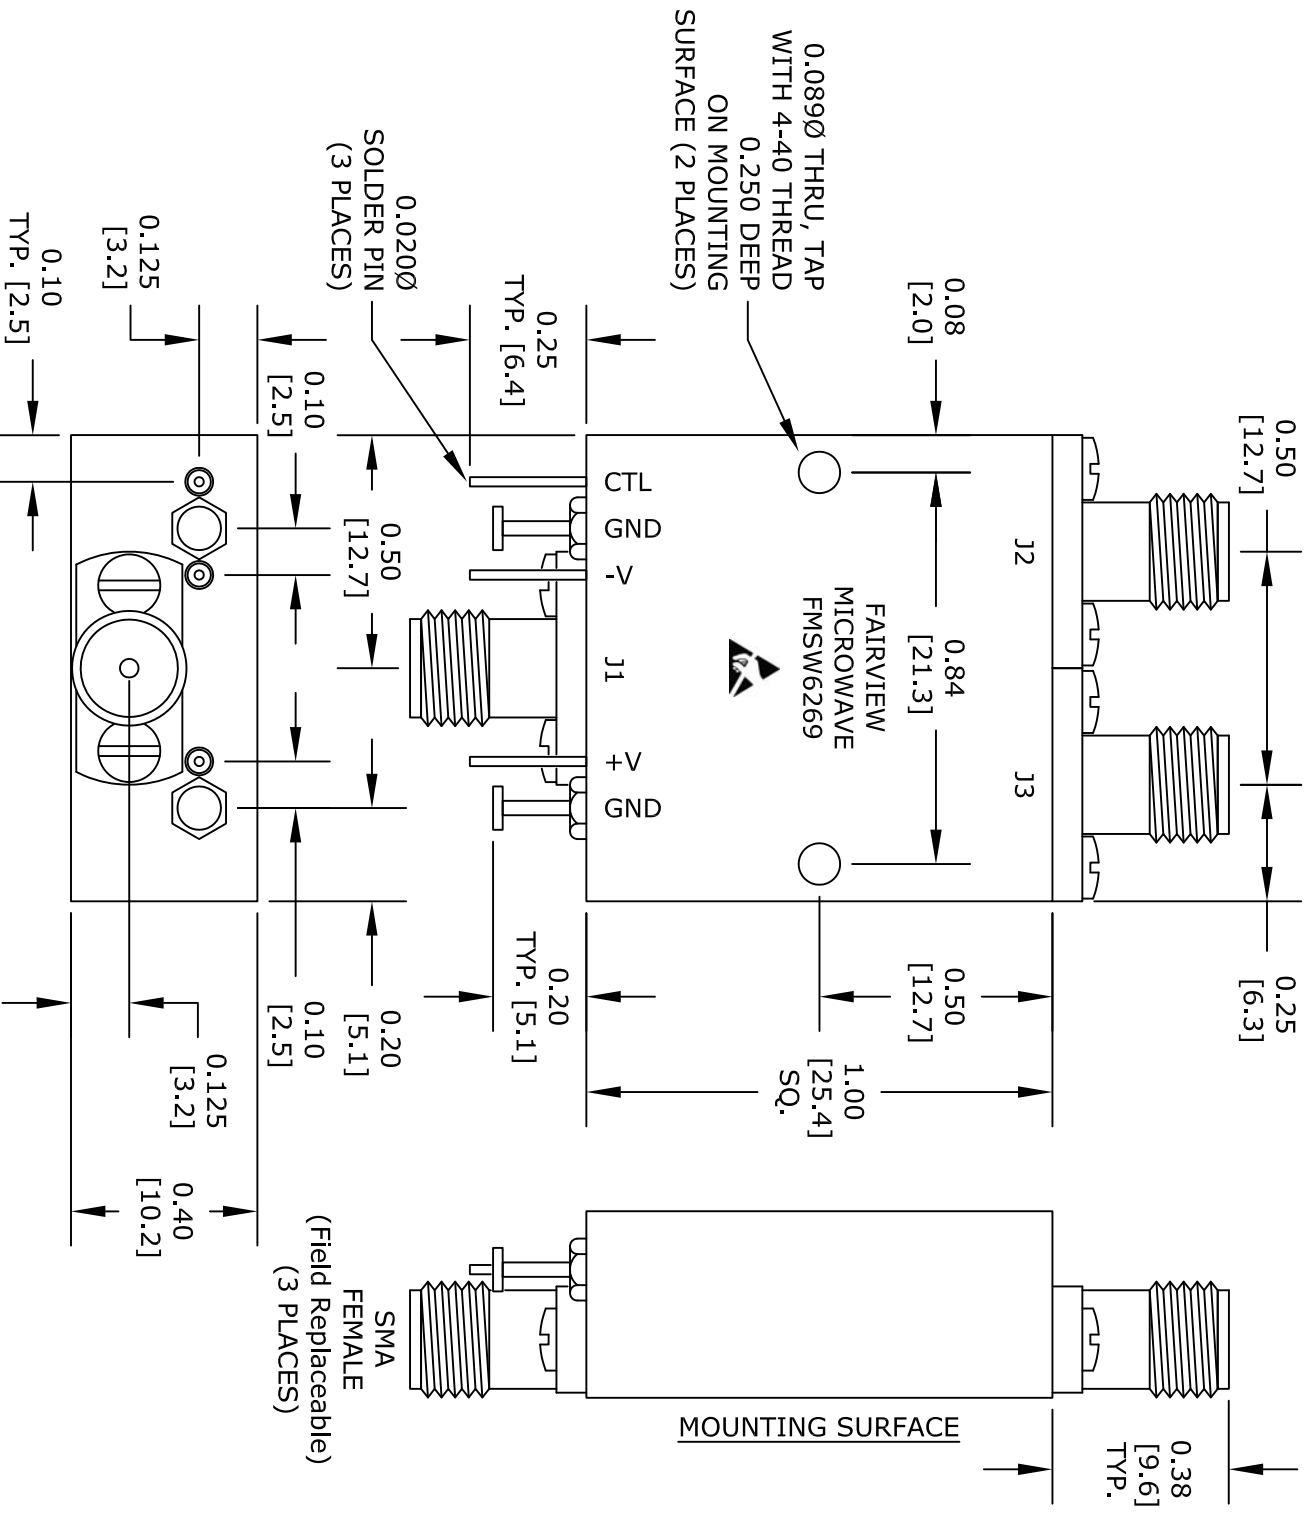 0.50
[12.7]
0.25
[6.3]
0.08
[2.0]
0.84
[21.3]
0.50
[12.7]
1.00
[25.4]
SQ.
0.38
[9.6]
TYP.
0.089Ø THRU, TAP
WITH 4-40 THREAD
0.250 DEEP
ON MOUNTING
SURFACE (2 PLACES)
J2
J3
FAIRVIEW
MICROWAVE
FMSW6269
MOUNTING SURFACE
CTL
GND
-V
J1
+V
GND
0.25
TYP. [6.4]
0.20
TYP. [5.1]
0.020Ø
SOLDER PIN
(3 PLACES)
0.50
[12.7]
0.20
[5.1]
SMA
FEMALE
(Field Replaceable)
(3 PLACES)
0.10
[2.5]
0.10
[2.5]
0.125
[3.2]
0.125
[3.2]
0.40
[10.2]
0.10
TYP. [2.5]